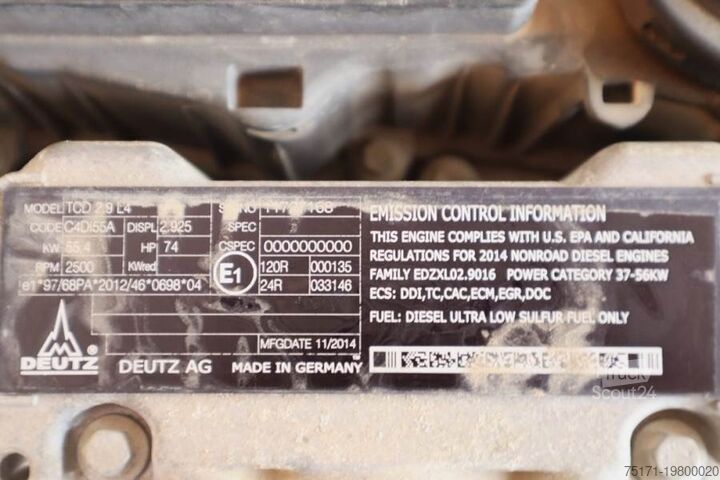 MODEL TCD 2.9 L4
CODE C4DI55A DISPL 2.925 SPEC
KW 55.4 HP 74 CSPEC 0000000000
RPM 2500 KWred E1 120R 000135
e1*97/68PA*2012/46*0698*04 24R 033146
MFGDATE 11/2014
DEUTZ DEUTZ AG MADE IN GERMANY
EMISSION CONTROL INFORMATION
THIS ENGINE COMPLIES WITH U.S. EPA AND CALIFORNIA
REGULATIONS FOR 2014 NONROAD DIESEL ENGINES
FAMILY EDZXL02.9016 POWER CATEGORY 37-56KW
ECS: DDI,TC,CAC,ECM,EGR,DOC
FUEL: DIESEL ULTRA LOW SULFUR FUEL ONLY
Truck
Scout24
75171-19800020